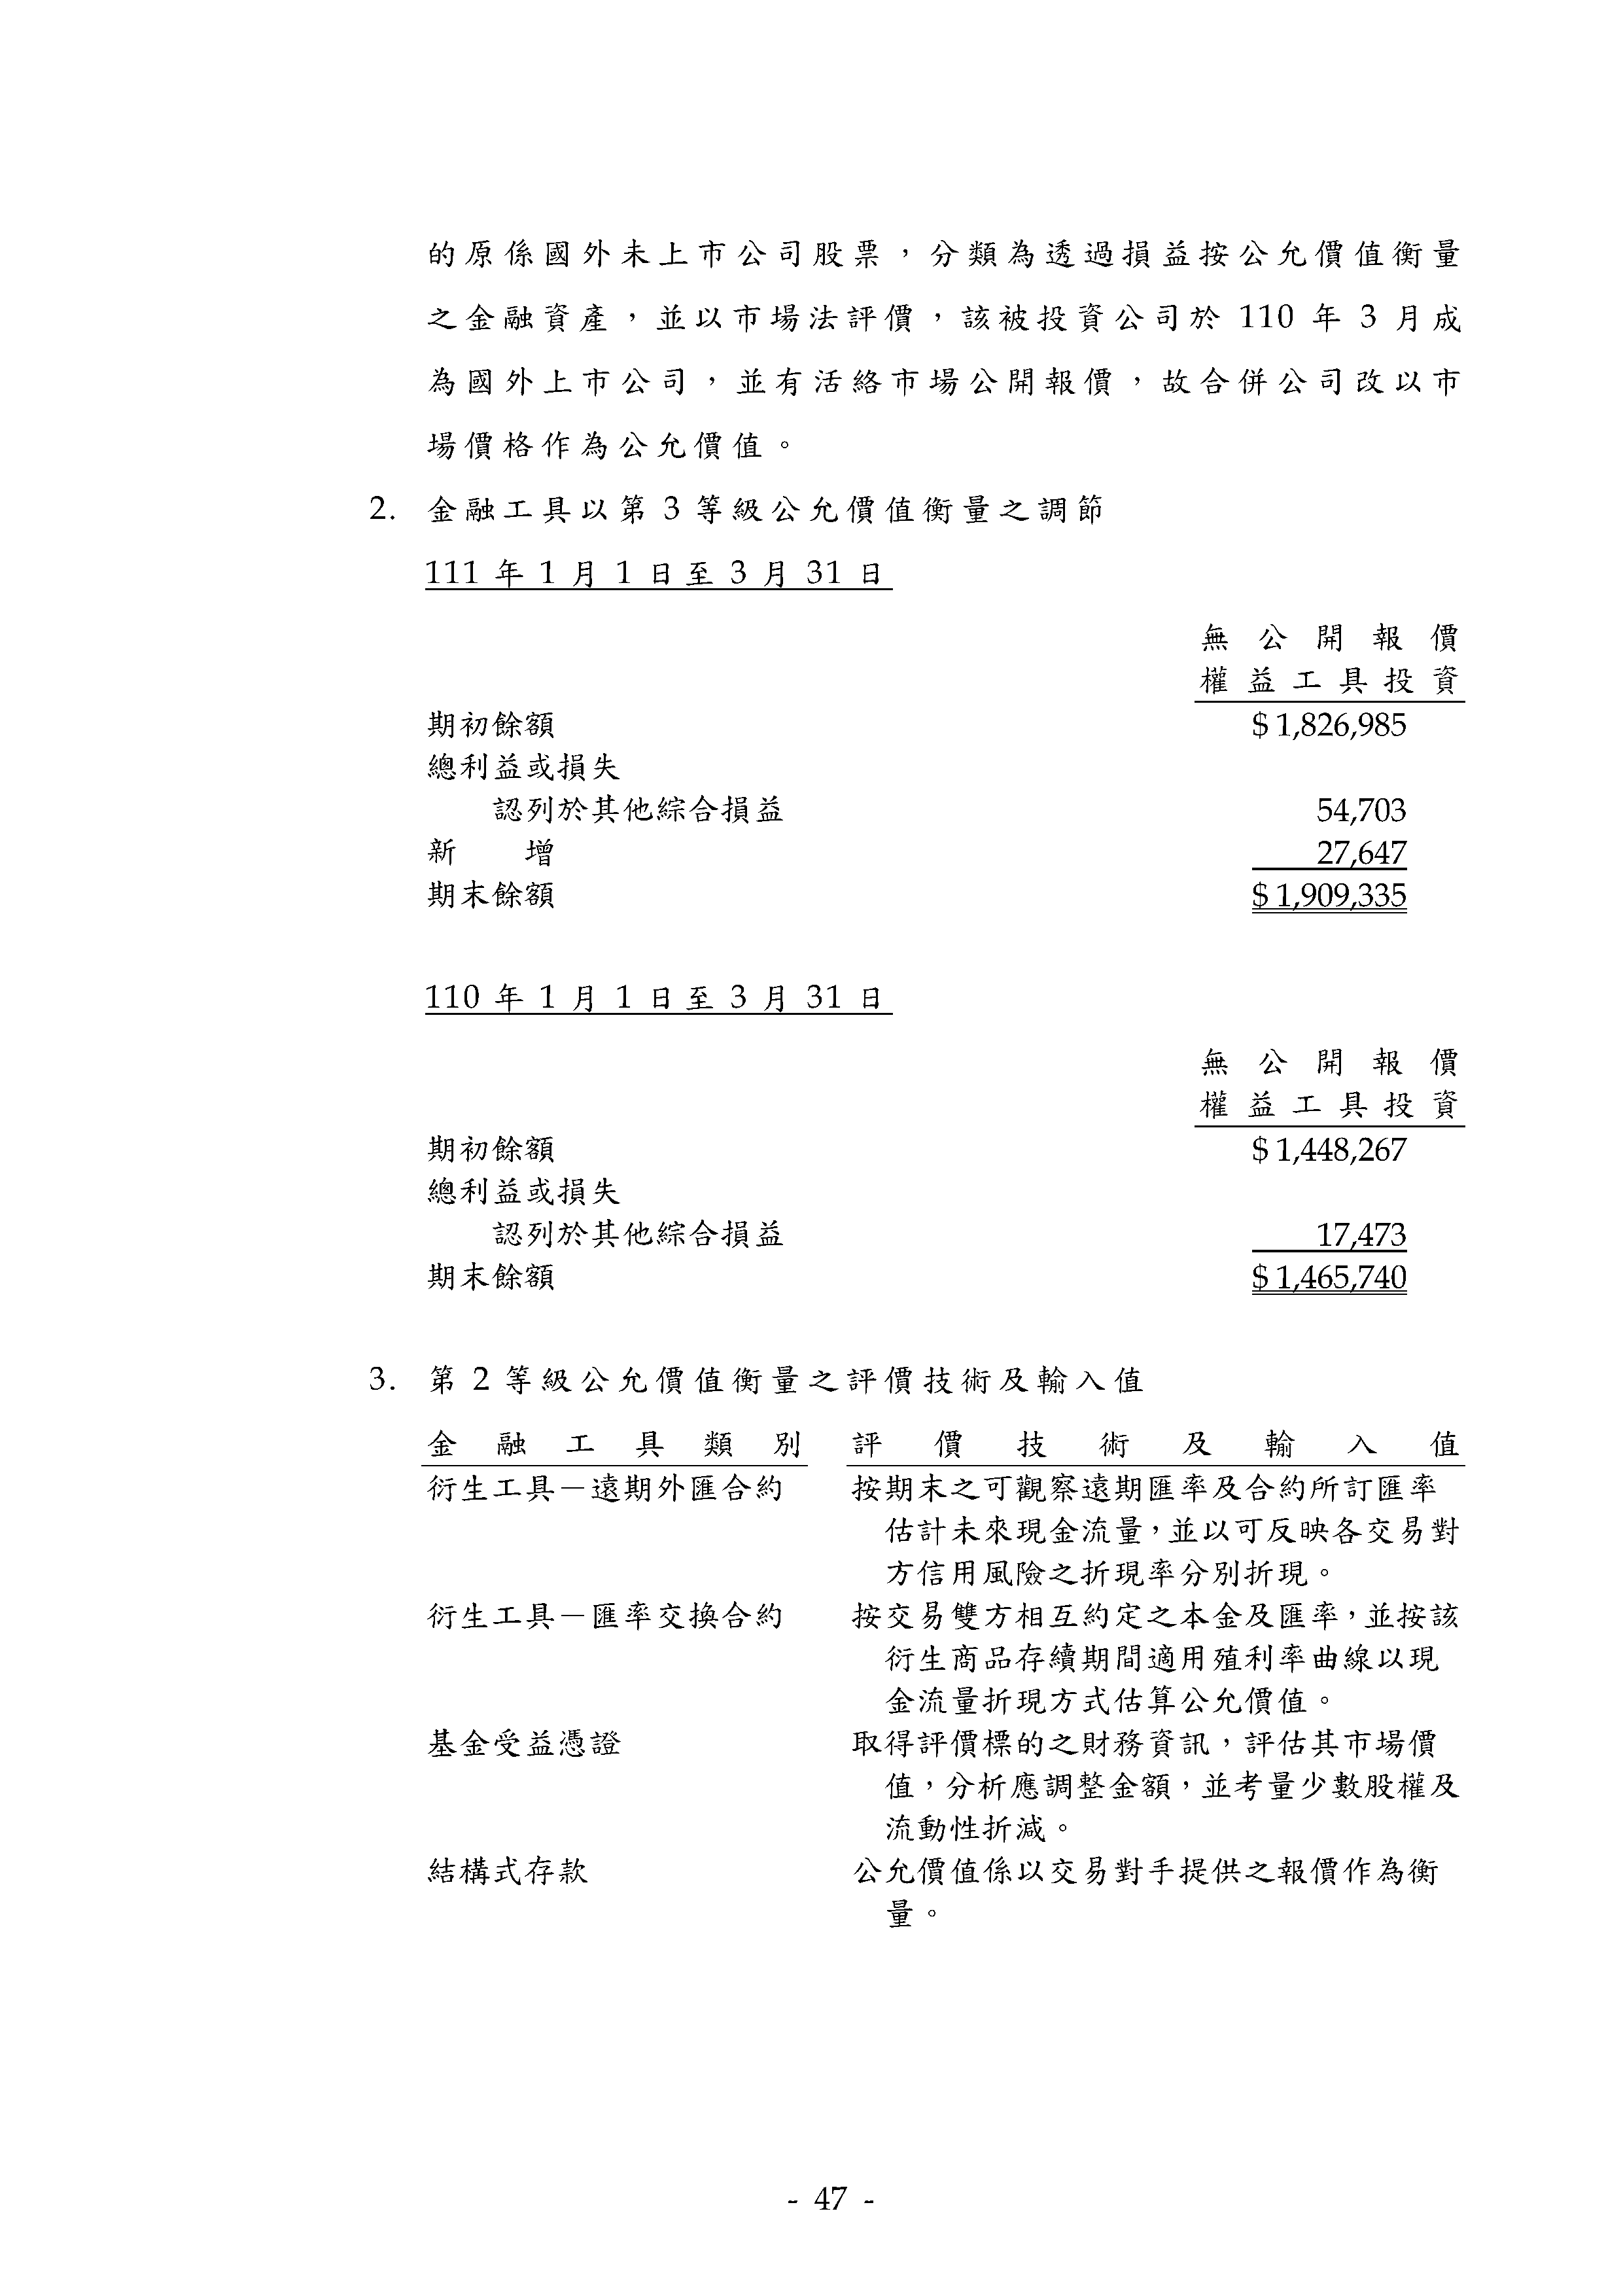 的原係國外未上市公司股票，分類為透過損益按公允價值衡量
之金融資產，並以市場法評價，該被投資公司於 110 年 3 月成
為國外上市公司，並有活絡市場公開報價，故合併公司改以市
場價格作為公允價值。
2. 金融工具以第 3 等級公允價值衡量之調節
111 年 1 月 1 日至 3 月 31 日
無公開報價
權益工具投資
期初餘額 $ 1,826,985
總利益或損失
認列於其他綜合損益 54,703
新　　增 27,647
期末餘額 $ 1,909,335
110 年 1 月 1 日至 3 月 31 日
無公開報價
權益工具投資
期初餘額 $ 1,448,267
總利益或損失
認列於其他綜合損益 17,473
期末餘額 $ 1,465,740
3. 第 2 等級公允價值衡量之評價技術及輸入值
金融工具類別 評價技術及輸入值
衍生工具－遠期外匯合約 按期末之可觀察遠期匯率及合約所訂匯率
估計未來現金流量，並以可反映各交易對
方信用風險之折現率分別折現。
衍生工具－匯率交換合約 按交易雙方相互約定之本金及匯率，並按該
衍生商品存續期間適用殖利率曲線以現
金流量折現方式估算公允價值。
基金受益憑證 取得評價標的之財務資訊，評估其市場價
值，分析應調整金額，並考量少數股權及
流動性折減。
結構式存款 公允價值係以交易對手提供之報價作為衡
量。
- 47 -